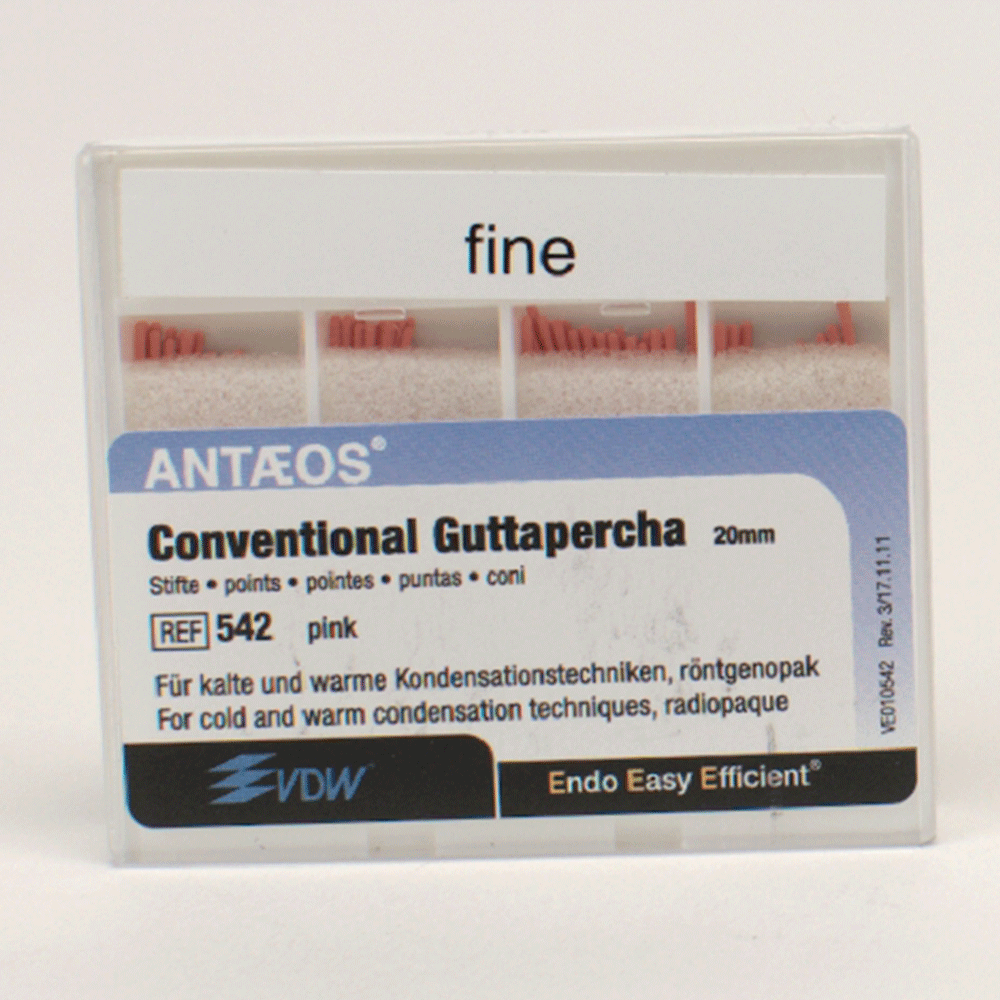 fine
ANTÆOS®
Conventional Guttapercha 20mm
Stifte • points • pointes • puntas • coni
REF 542 pink
Für kalte und warme Kondensationstechniken, röntgenopak
For cold and warm condensation techniques, radiopaque
VE010542 Rev. 3/17.11.11
VDW™
Endo Easy Efficient®